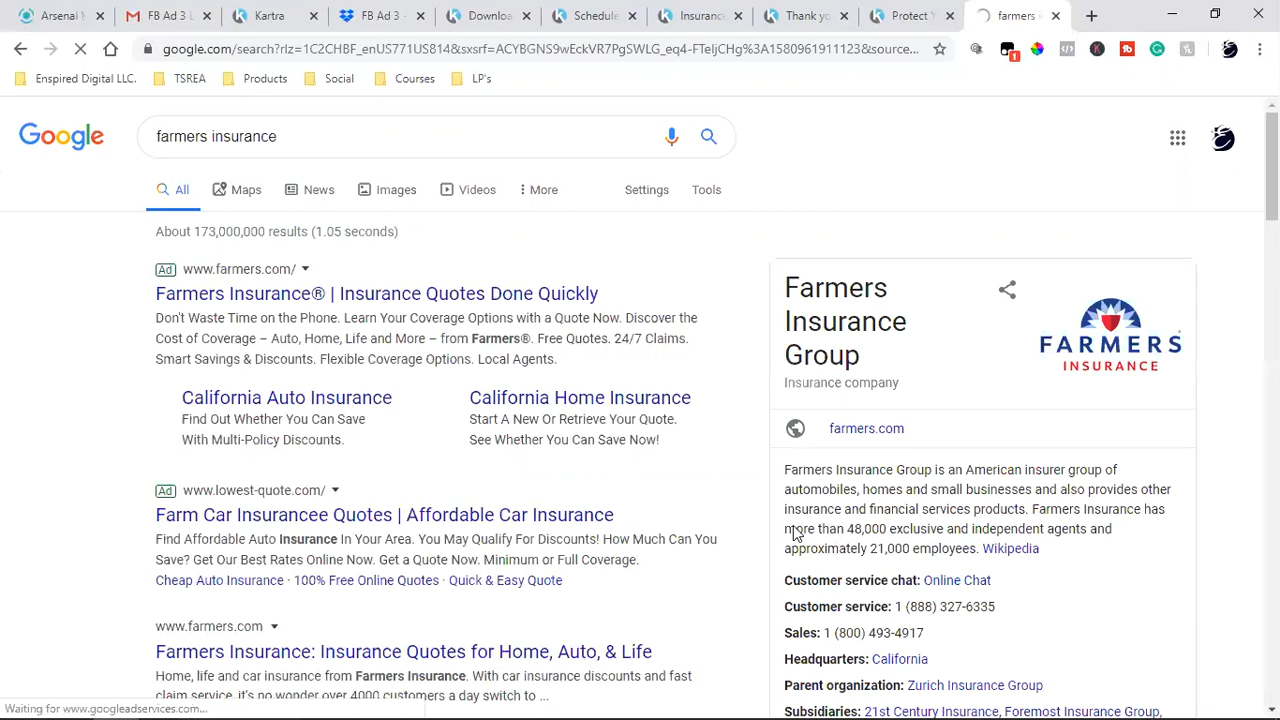 Arsenal M
FB Ad 3 L
Kartra
FB Ad 3 -
Downloa
Schedule
Insuranc
Thank yo
Protect Y
farmers in
google.com/search?rlz=1C2CHBF_enUS771US814&sxsrf=ACYBGNS9wEckVR7PgSWLG_eq4-FTeIjCHg%3A1580961911123&source...
1
Enspired Digital LLC.
TSREA
Products
Social
Courses
LP's
Google
farmers insurance
All
Maps
News
Images
Videos
More
Settings
Tools
About 173,000,000 results (1.05 seconds)
Ad www.farmers.com/
Farmers Insurance® | Insurance Quotes Done Quickly
Don't Waste Time on the Phone. Learn Your Coverage Options with a Quote Now. Discover the
Cost of Coverage – Auto, Home, Life and More – from Farmers®. Free Quotes. 24/7 Claims.
Smart Savings & Discounts. Flexible Coverage Options. Local Agents.
California Auto Insurance
Find Out Whether You Can Save
With Multi-Policy Discounts.
California Home Insurance
Start A New Or Retrieve Your Quote.
See Whether You Can Save Now!
Ad www.lowest-quote.com/
Farm Car Insurancee Quotes | Affordable Car Insurance
Find Affordable Auto Insurance In Your Area. You May Qualify For Discounts! How Much Can You
Save? Get Our Best Rates Online Now. Get a Quote Now. Minimum or Full Coverage.
Cheap Auto Insurance · 100% Free Online Quotes · Quick & Easy Quote
www.farmers.com
Farmers Insurance: Insurance Quotes for Home, Auto, & Life
Home, life and car insurance from Farmers Insurance. With car insurance discounts and fast
claim service, it's no wonder over 4000 customers a day switch to ...
Waiting for www.googleadservices.com...
Farmers
Insurance
Group
Insurance company
FARMERS
INSURANCE
farmers.com
Farmers Insurance Group is an American insurer group of
automobiles, homes and small businesses and also provides other
insurance and financial services products. Farmers Insurance has
more than 48,000 exclusive and independent agents and
approximately 21,000 employees. Wikipedia
Customer service chat: Online Chat
Customer service: 1 (888) 327-6335
Sales: 1 (800) 493-4917
Headquarters: California
Parent organization: Zurich Insurance Group
Subsidiaries: 21st Century Insurance, Foremost Insurance Group,